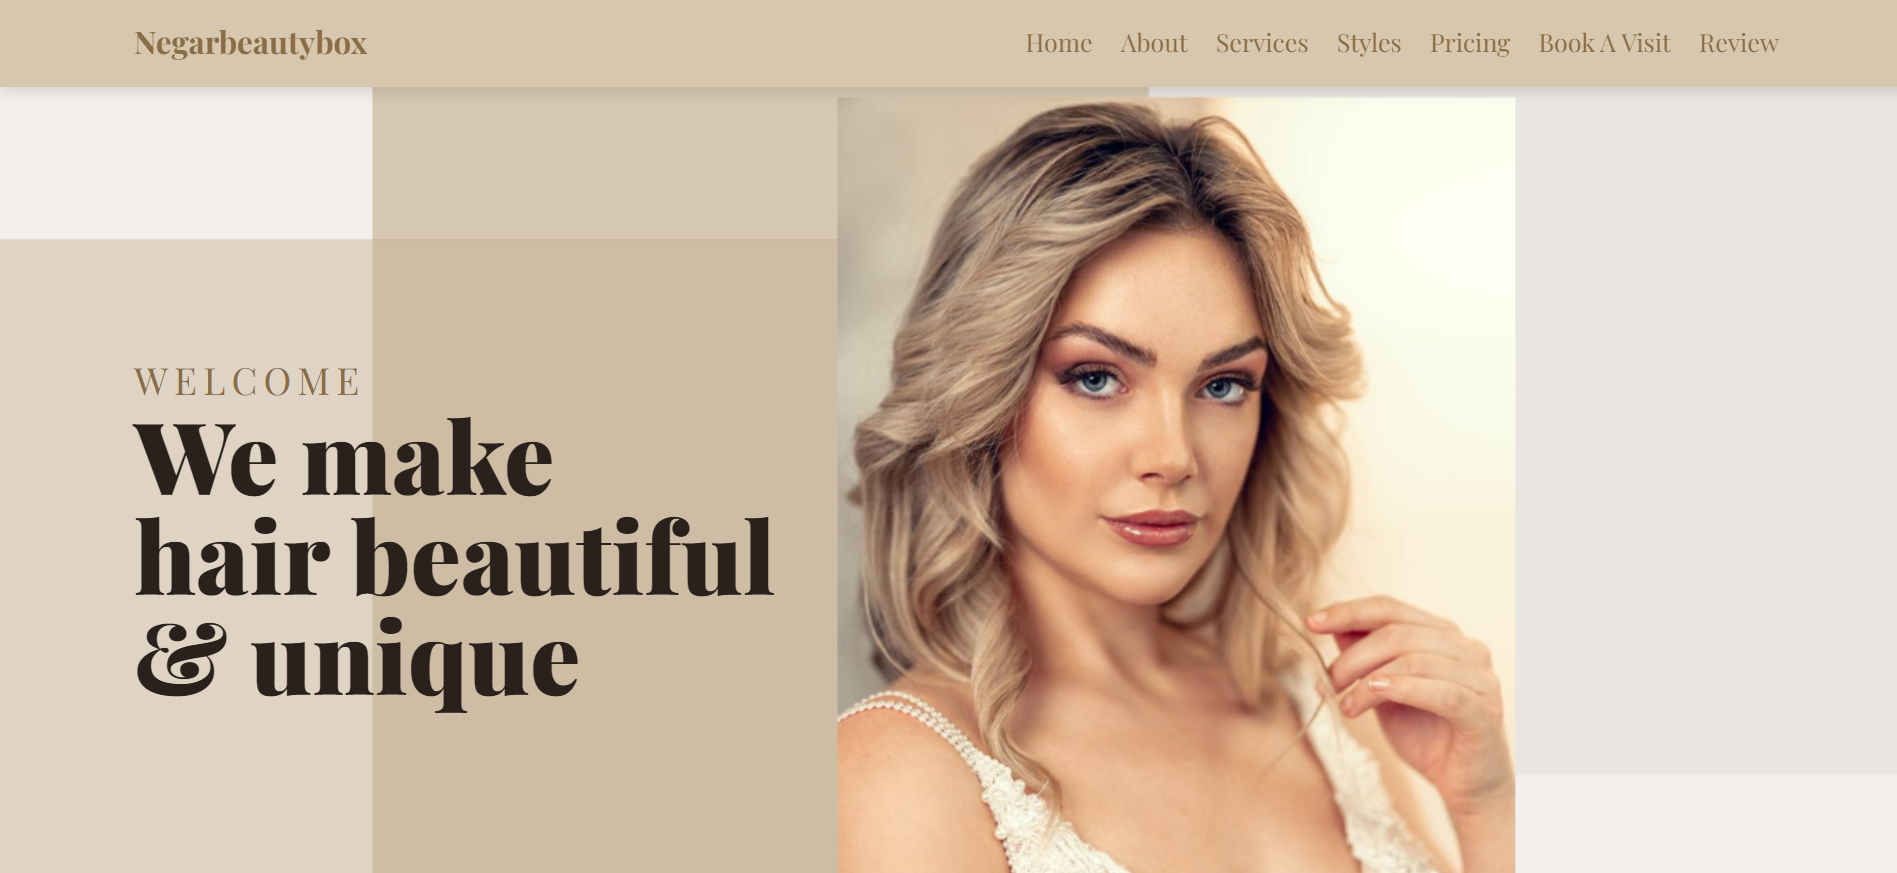 Negarbeautybox
Home About Services Styles Pricing Book A Visit Review
WELCOME
We make
hair beautiful
& unique